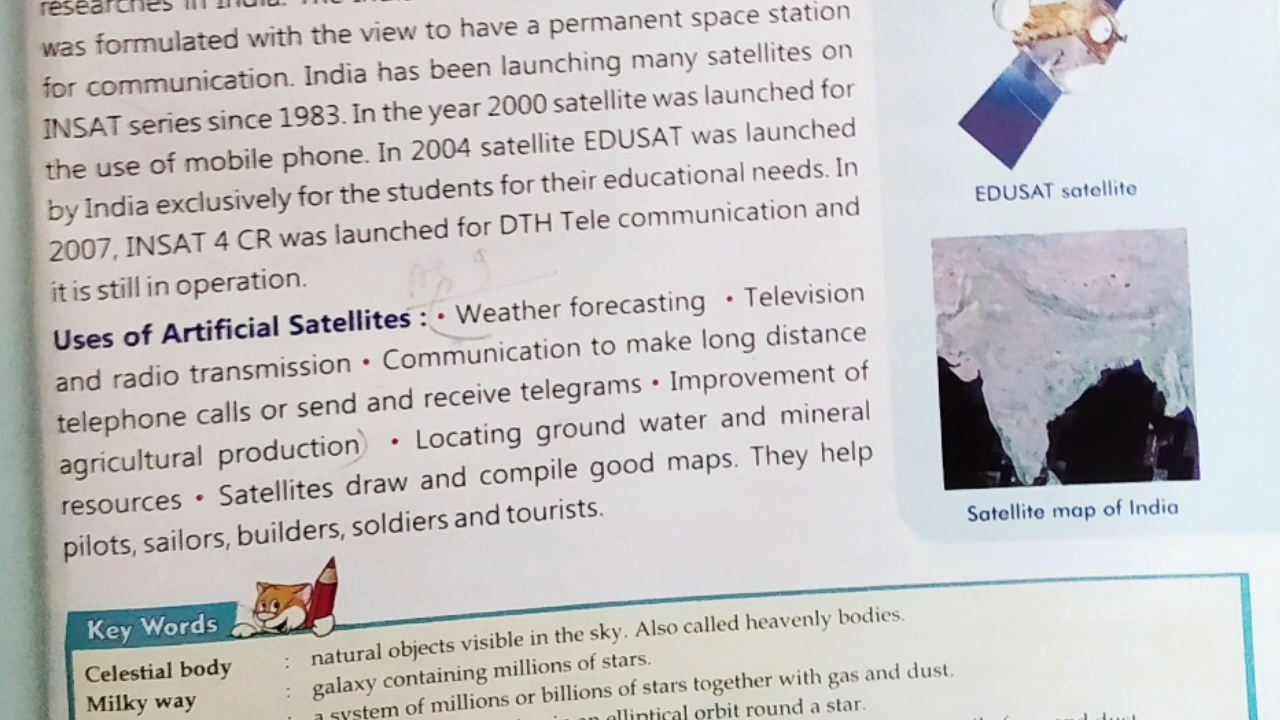 researches in India. The
was formulated with the view to have a permanent space station
for communication. India has been launching many satellites on
INSAT series since 1983. In the year 2000 satellite was launched for
the use of mobile phone. In 2004 satellite EDUSAT was launched
by India exclusively for the students for their educational needs. In
2007, INSAT 4 CR was launched for DTH Tele communication and
it is still in operation.
Uses of Artificial Satellites : • Weather forecasting • Television
and radio transmission • Communication to make long distance
telephone calls or send and receive telegrams • Improvement of
agricultural production • Locating ground water and mineral
resources • Satellites draw and compile good maps. They help
pilots, sailors, builders, soldiers and tourists.
EDUSAT satellite
Satellite map of India
Key Words
Celestial body : natural objects visible in the sky. Also called heavenly bodies.
Milky way : galaxy containing millions of stars.
: a system of millions or billions of stars together with gas and dust.
elliptical orbit round a star.